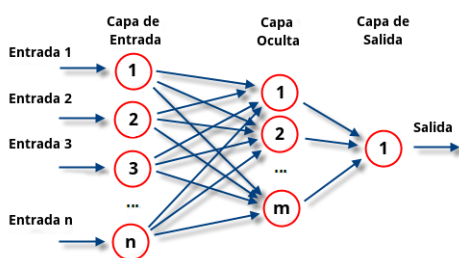 Capa de
Entrada
Capa
Oculta
Capa de
Salida
Entrada 1
Entrada 2
Entrada 3
Entrada n
1
2
3
...
n
1
2
...
m
1
Salida